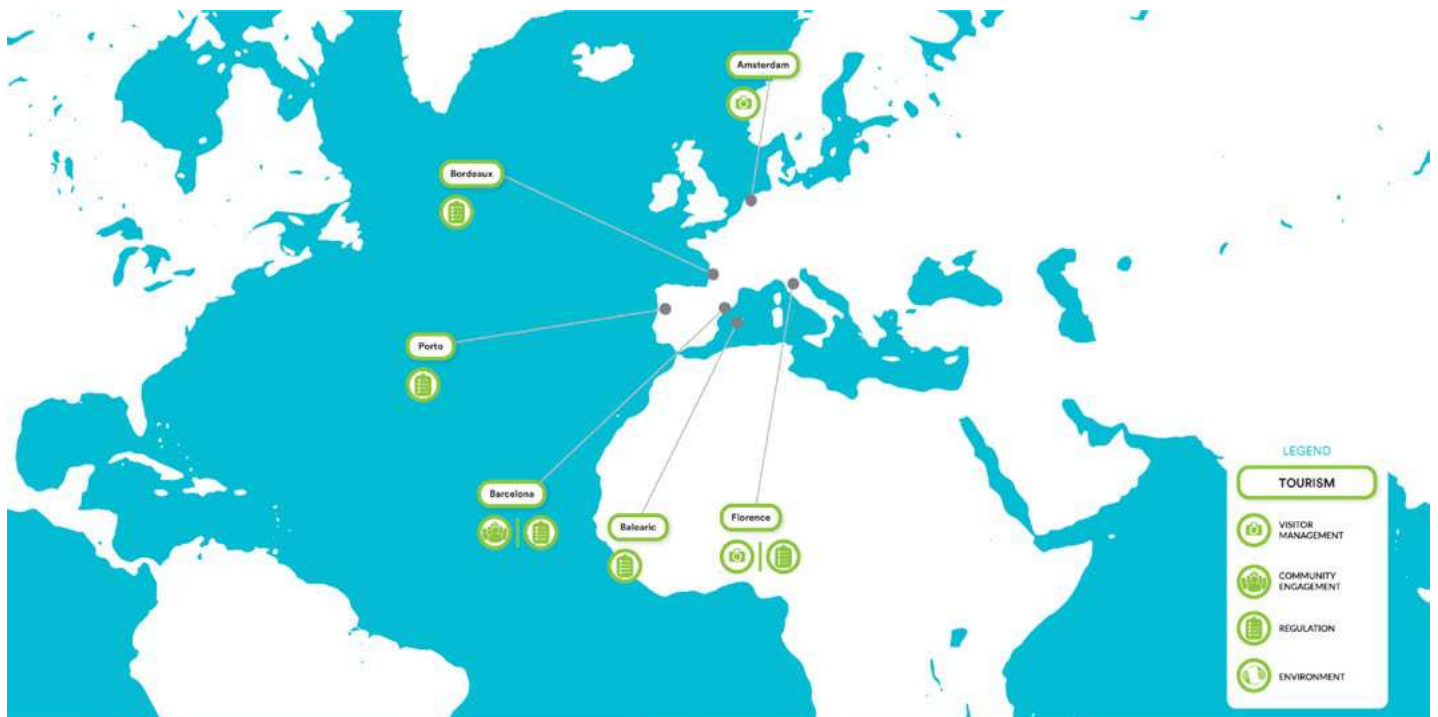 Amsterdam
Bordeaux
Porto
Barcelona
Balearic
Florence
LEGEND
TOURISM
VISITOR
MANAGEMENT
COMMUNITY
ENGAGEMENT
REGULATION
ENVIRONMENT